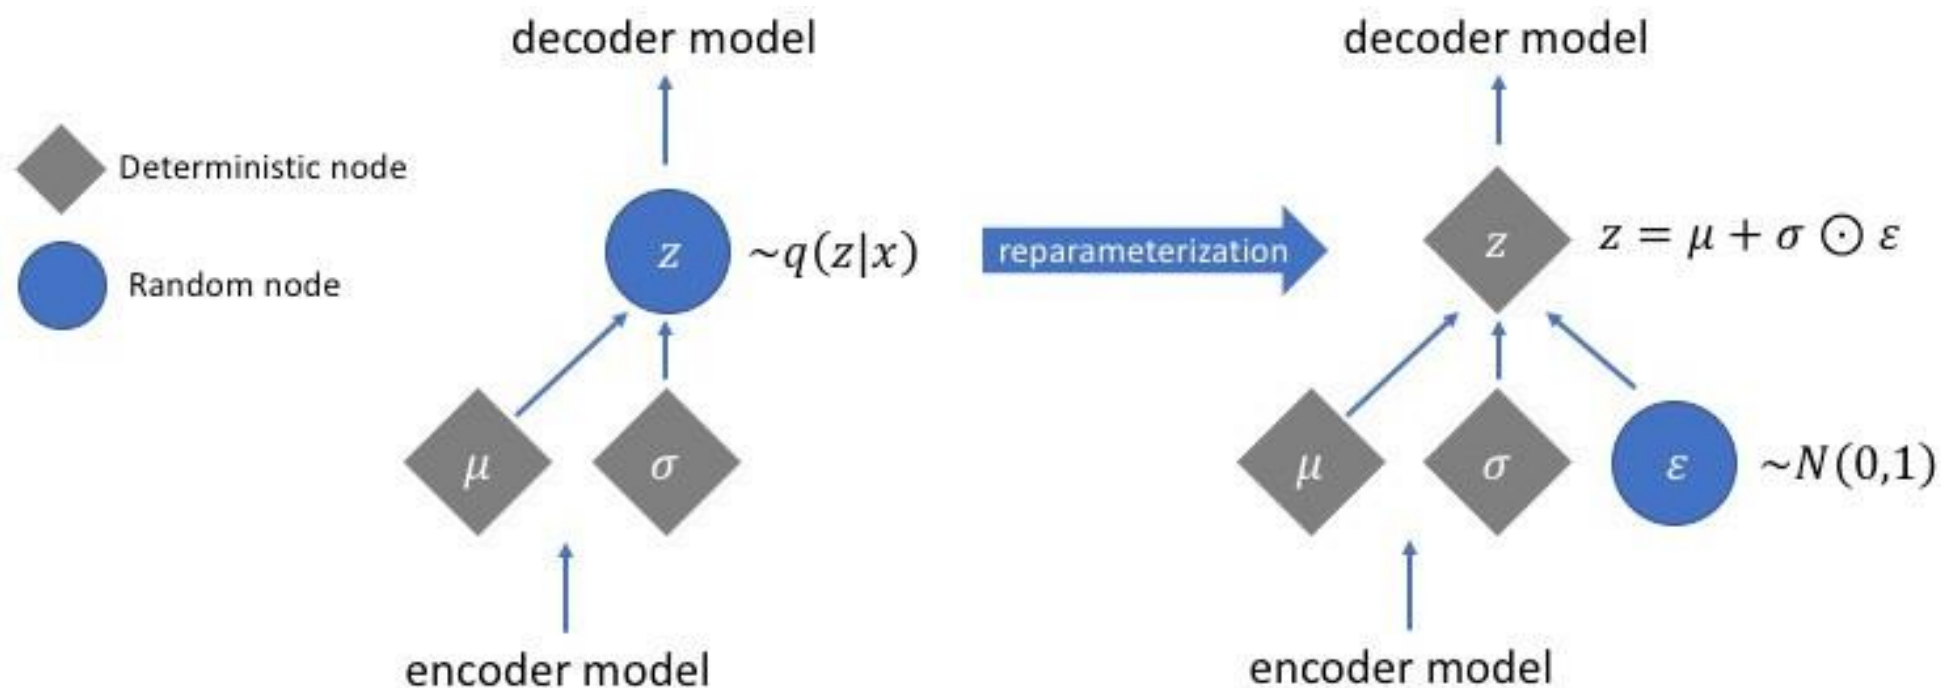 decoder model
decoder model
Deterministic node
Random node
z ~q(z|x)
reparameterization
z z = μ + σ ⊙ ε
μ σ
μ σ ε ~N(0,1)
encoder model
encoder model